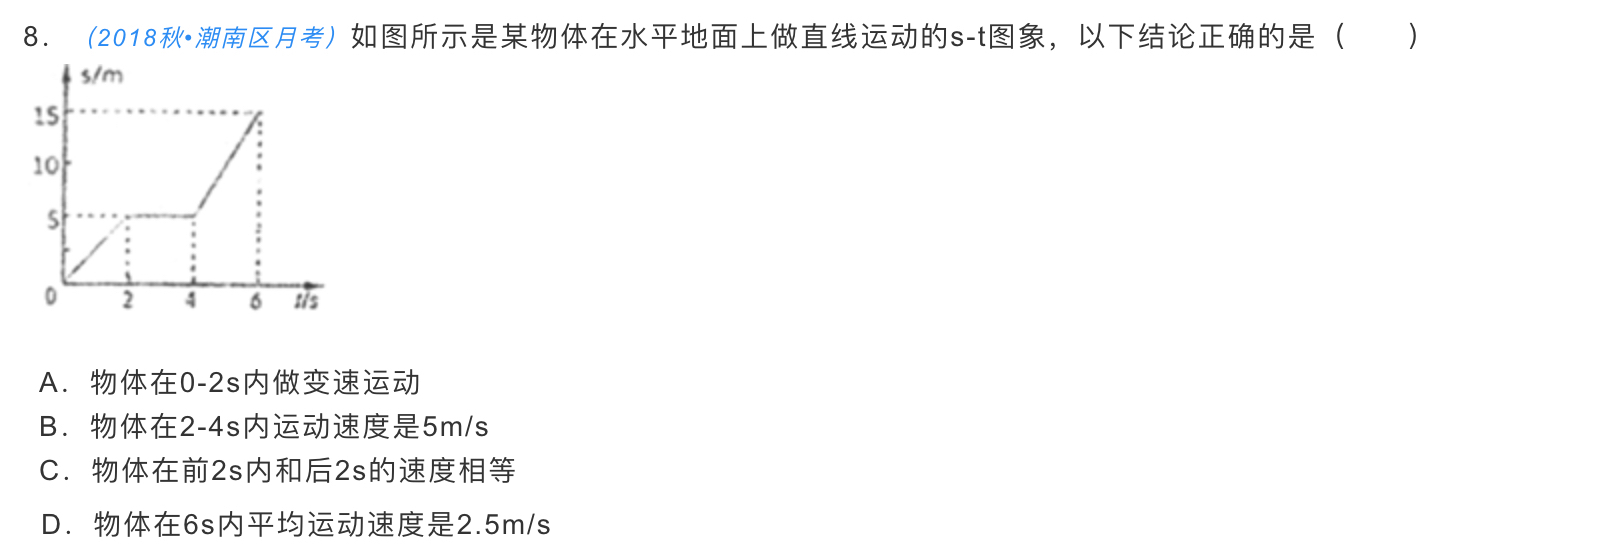 8. （2018秋•潮南区月考）如图所示是某物体在水平地面上做直线运动的s-t图象，以下结论正确的是（　　）
s/m
15
10
5
0 2 4 6 t/s
A. 物体在0-2s内做变速运动
B. 物体在2-4s内运动速度是5m/s
C. 物体在前2s内和后2s的速度相等
D. 物体在6s内平均运动速度是2.5m/s